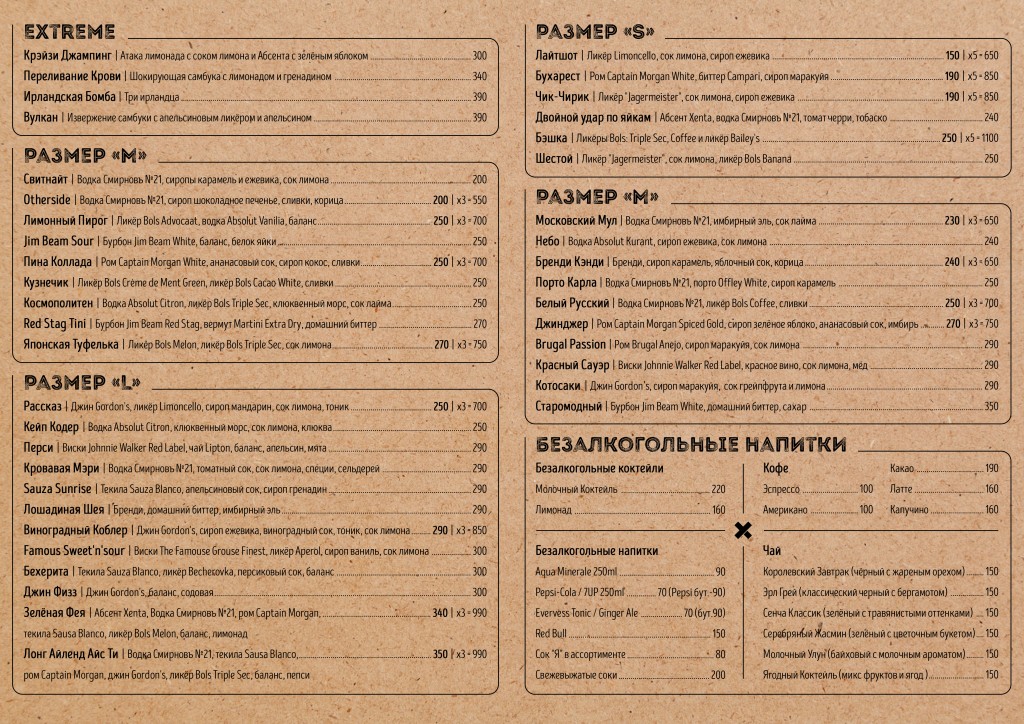 EXTREME
Крэйзи Джампинг | Атака лимонада с соком лимона и Абсента с зелёным яблоком 300
Переливание Крови | Шокирующая самбука с лимонадом и гренадином 340
Ирландская Бомба | Три ирландца 390
Вулкан | Извержение самбуки с апельсиновым ликёром и апельсином 390
РАЗМЕР «M»
Свитнайт | Водка Смирновъ №21, сиропы карамель и ежевика, сок лимона 200
Otherside | Водка Смирновъ №21, сироп шоколадное печенье, сливки, корица 200 | x3 = 550
Лимонный Пирог | Ликёр Bols Advocaat, водка Absolut Vanilia, баланс 250 | x3 = 700
Jim Beam Sour | Бурбон Jim Beam White, баланс, белок яйки 250
Пина Коллада | Ром Captain Morgan White, ананасовый сок, сироп кокос, сливки 250 | x3 = 700
Кузнечик | Ликёр Bols Crème de Ment Green, ликёр Bols Cacao White, сливки 250
Космополитен | Водка Absolut Citron, ликёр Bols Triple Sec, клюквенный морс, сок лайма 250
Red Stag Tini | Бурбон Jim Beam Red Stag, вермут Martini Extra Dry, домашний биттер 270
Японская Туфелька | Ликёр Bols Melon, ликёр Bols Triple Sec, сок лимона 270 | x3 = 750
РАЗМЕР «L»
Рассказ | Джин Gordon's, ликёр Limoncello, сироп мандарин, сок лимона, тоник 250 | x3 = 700
Кейп Кодер | Водка Absolut Citron, клюквенный морс, сок лимона, клюква 250
Перси | Виски Johnnie Walker Red Label, чай Lipton, баланс, апельсин, мята 290
Кровавая Мэри | Водка Смирновъ №21, томатный сок, сок лимона, специи, сельдерей 290
Sauza Sunrise | Текила Sauza Blanco, апельсиновый сок, сироп гренадин 290
Лошадиная Шея | Бренди, домашний биттер, имбирный эль 290
Виноградный Коблер | Джин Gordon's, сироп ежевика, виноградный сок, тоник, сок лимона 290 | x3 = 850
Famous Sweet'n'sour | Виски The Famouse Grouse Finest, ликёр Aperol, сироп ваниль, сок лимона 300
Бехерита | Текила Sauza Blanco, ликёр Becherovka, персиковый сок, баланс 300
Джин Физз | Джин Gordon's, баланс, содовая 300
Зелёная Фея | Абсент Xenta, Водка Смирновъ №21, ром Captain Morgan, 340 | x3 = 990
текила Sausa Blanco, ликёр Bols Melon, баланс, лимонад
Лонг Айленд Айс Ти | Водка Смирновъ №21, текила Sausa Blanco, 350 | x3 = 990
ром Captain Morgan, джин Gordon's, ликёр Bols Triple Sec, баланс, пепси
РАЗМЕР «S»
Лайтшот | Ликёр Limoncello, сок лимона, сироп ежевика 150 | x5 = 650
Бухарест | Ром Captain Morgan White, биттер Campari, сироп маракуйя 190 | x5 = 850
Чик-Чирик | Ликёр "Jagermeister", сок лимона, сироп ежевика 190 | x5 = 850
Двойной удар по яйкам | Абсент Xenta, водка Смирновъ №21, томат черри, тобаско 240
Бэшка | Ликёры Bols: Triple Sec, Coffee и ликёр Bailey's 250 | x5 = 1100
Шестой | Ликёр "Jagermeister", сок лимона, ликёр Bols Banana 250
РАЗМЕР «M»
Московский Мул | Водка Смирновъ №21, имбирный эль, сок лайма 230 | x3 = 650
Небо | Водка Absolut Kurant, сироп ежевика, сок лимона 240
Бренди Кэнди | Бренди, сироп карамель, яблочный сок, корица 240 | x3 = 650
Порто Карла | Водка Смирновъ №21, порто Offley White, сироп карамель 250
Белый Русский | Водка Смирновъ №21, ликёр Bols Coffee, сливки 250 | x3 = 700
Джинджер | Ром Captain Morgan Spiced Gold, сироп зелёное яблоко, ананасовый сок, имбирь 270 | x3 = 750
Brugal Passion | Ром Brugal Anejo, сироп маракуйя, сок лимона 290
Красный Сауэр | Виски Johnnie Walker Red Label, красное вино, сок лимона, мёд 290
Котосаки | Джин Gordon's, сироп маракуйя, сок грейпфрута и лимона 290
Старомодный | Бурбон Jim Beam White, домашний биттер, сахар 350
БЕЗАЛКОГОЛЬНЫЕ НАПИТКИ
Безалкогольные коктейли
Молочный Коктейль 220
Лимонад 160
Кофе
Эспрессо 100
Американо 100
Какао 190
Латте 160
Капучино 160
Безалкогольные напитки
Aqua Minerale 250ml 90
Pepsi-Cola / 7UP 250ml 70 (Pepsi бут -90)
Evervess Tonic / Ginger Ale 70 (бут.90)
Red Bull 150
Сок "Я" в ассортименте 80
Свежевыжатые соки 200
Чай
Королевский Завтрак (чёрный с жареным орехом) 150
Эрл Грей (классический черный с бергамотом) 150
Сенча Классик (зелёный с травянистыми оттенками) 150
Серебряный Жасмин (зелёный с цветочным букетом) 150
Молочный Улун (байховый с молочным ароматом) 150
Ягодный Коктейль (микс фруктов и ягод ) 150